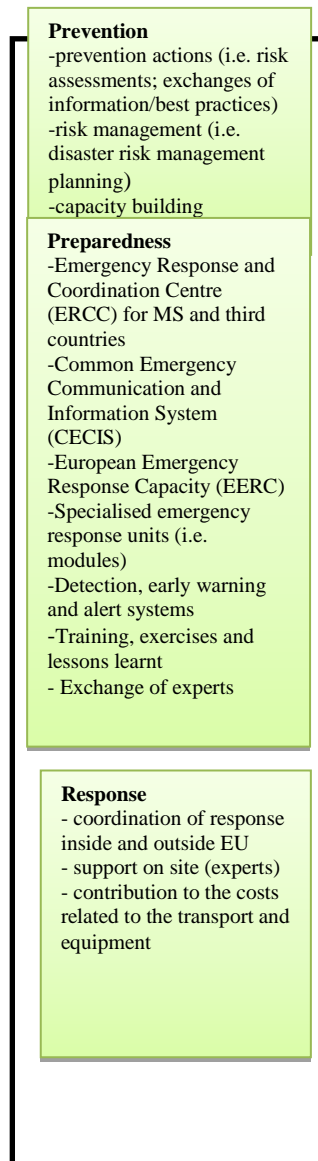 Prevention
-prevention actions (i.e. risk
assessments; exchanges of
information/best practices)
-risk management (i.e.
disaster risk management
planning)
-capacity building
Preparedness
-Emergency Response and
Coordination Centre
(ERCC) for MS and third
countries
-Common Emergency
Communication and
Information System
(CECIS)
-European Emergency
Response Capacity (EERC)
-Specialised emergency
response units (i.e.
modules)
-Detection, early warning
and alert systems
-Training, exercises and
lessons learnt
- Exchange of experts
Response
- coordination of response
inside and outside EU
- support on site (experts)
- contribution to the costs
related to the transport and
equipment